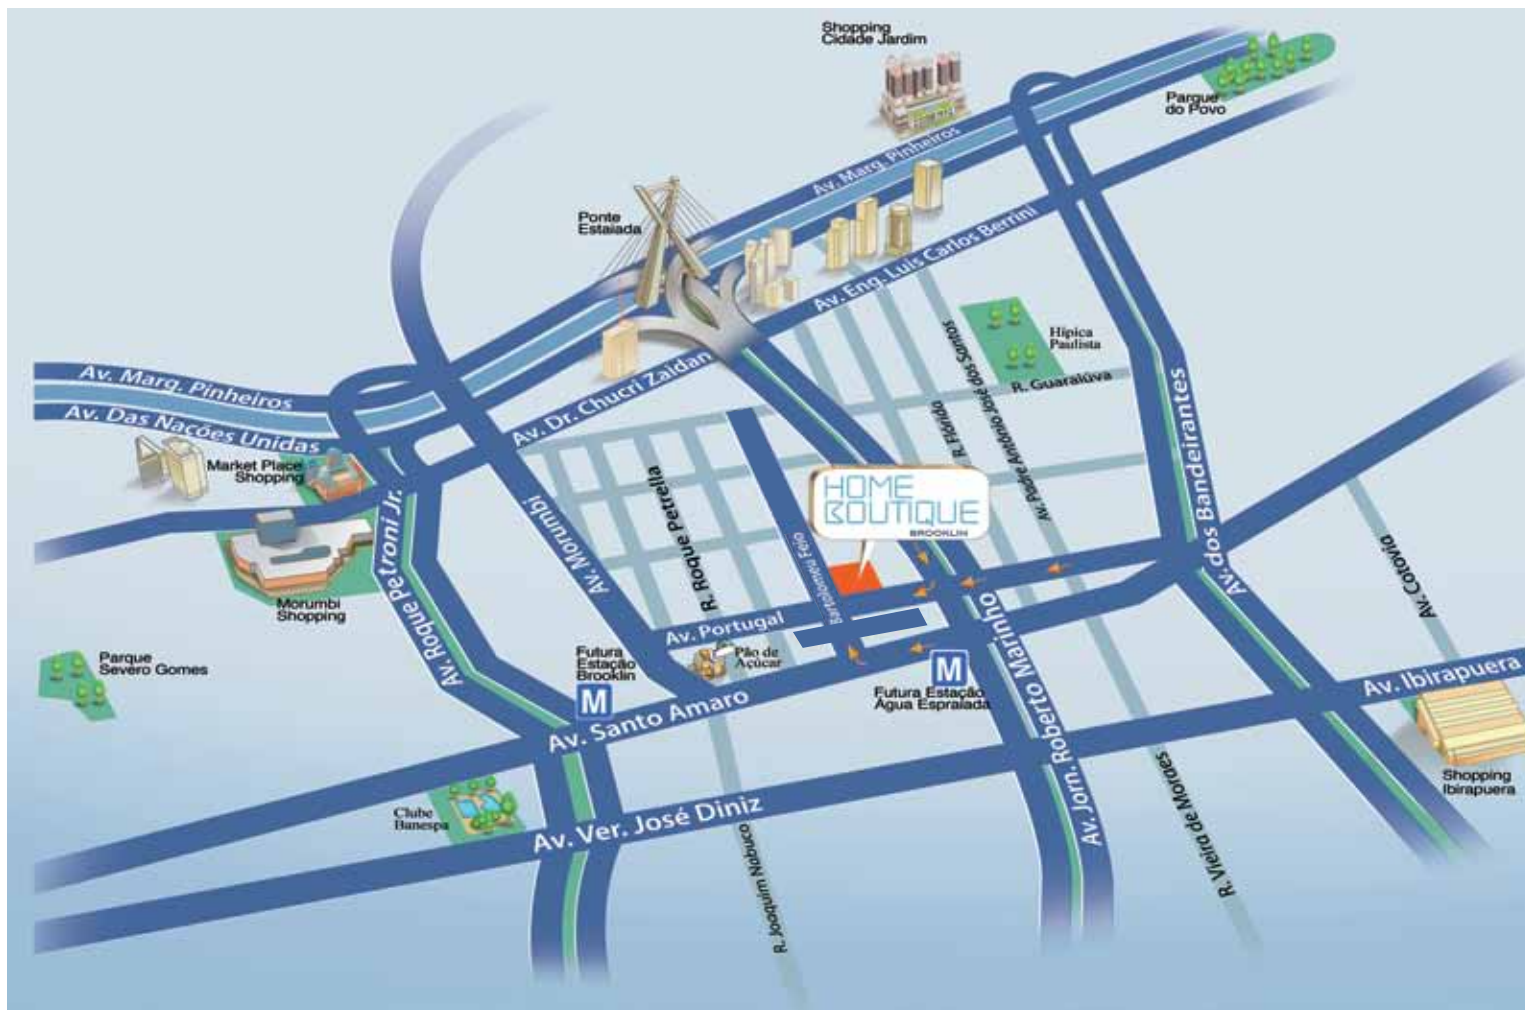 Shopping
Cidade Jardim
Parque
do Povo
Av. Marg. Pinheiros
Ponte
Estaiada
Av. Eng. Luis Carlos Berrini
Hípica
Paulista
R. Guaraiúva
Av. Marg. Pinheiros
Av. Das Nações Unidas
Av. Dr. Chucri Zaidan
R. Flórido
Av. Padre Antônio José dos Santos
Market Place
Shopping
HOME
BOUTIQUE
BROOKLIN
Av. dos Bandeirantes
Av. Cotovia
Av. Morumbi
R. Roque Petrella
Bartolomeu Feio
Av. Roque Petroni Jr.
Morumbi
Shopping
Av. Portugal
Pão de
Açúcar
Parque
Severo Gomes
Futura
Estação
Brooklin
M
M
Futura Estação
Água Espraiada
Av. Santo Amaro
Av. Jorn. Roberto Marinho
Av. Ibirapuera
Shopping
Ibirapuera
Clube
Banespa
Av. Ver. José Diniz
R. Joaquim Nabuco
R. Vieira de Moraes